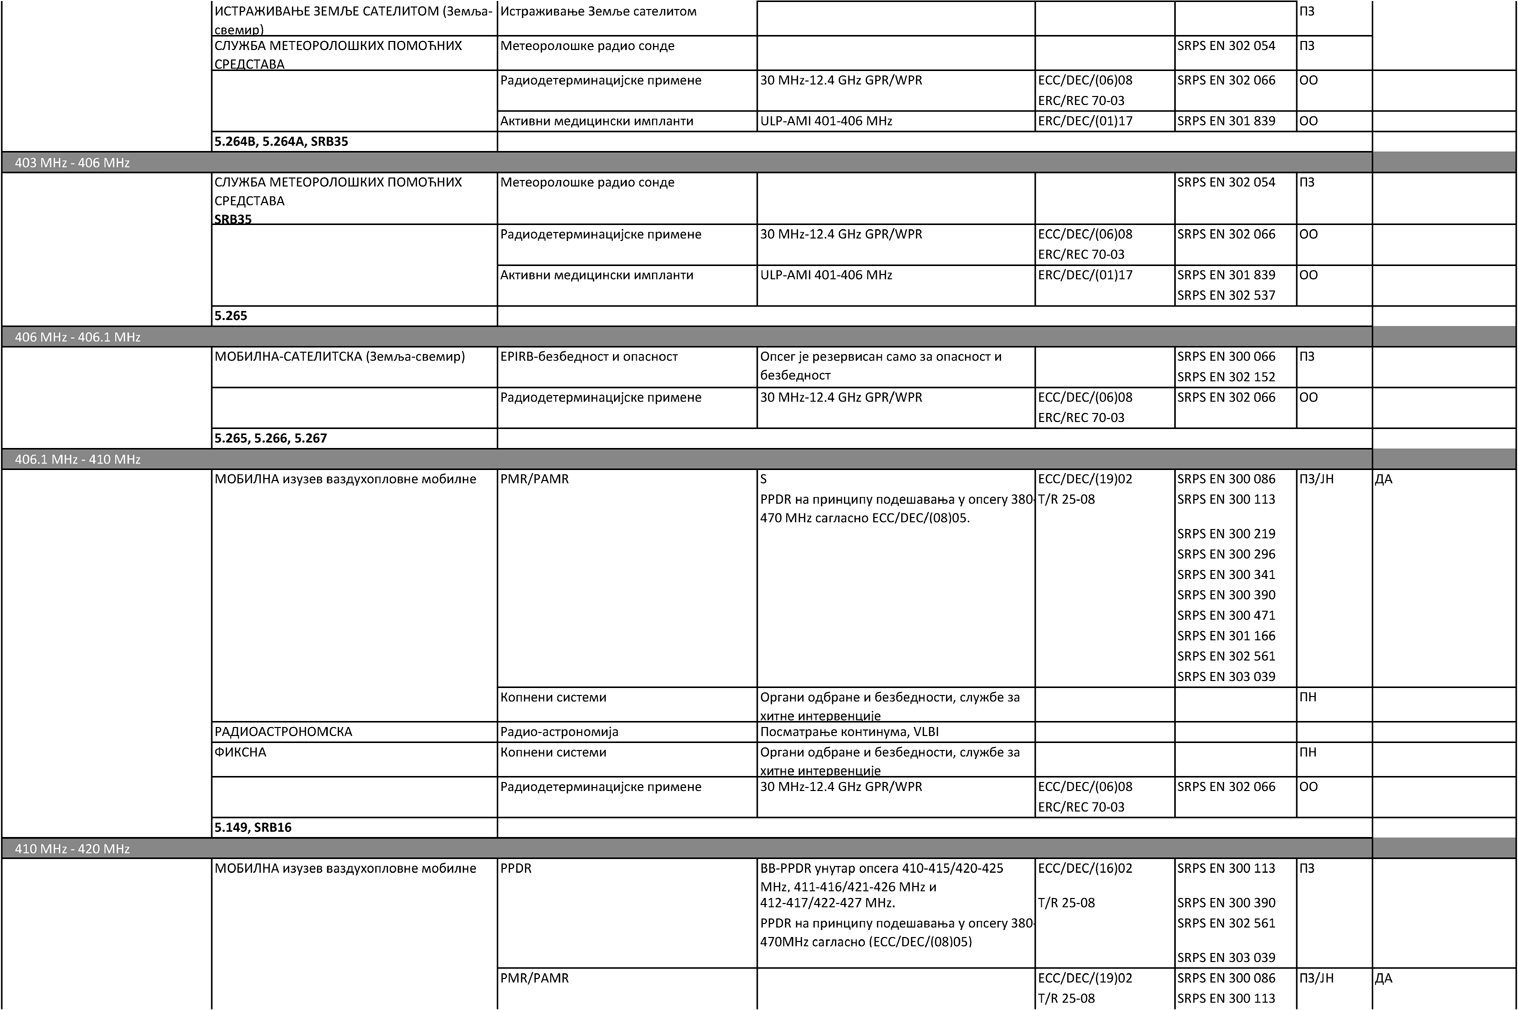 ИСТРАЖИВАЊЕ ЗЕМЉЕ САТЕЛИТОМ (Земља-свемир) Истраживање Земље сателитом ПЗ
СЛУЖБА МЕТЕОРОЛОШКИХ ПОМОЋНИХ Метеоролошке радио сонде SRPS EN 302 054 ПЗ
СРЕДСТАВА
Радиодетерминацијске примене 30 MHz-12.4 GHz GPR/WPR ECC/DEC/(06)08 SRPS EN 302 066 ОО
ERC/REC 70-03
Активни медицински импланти ULP-AMI 401-406 MHz ERC/DEC/(01)17 SRPS EN 301 839 ОО
5.264B, 5.264A, SRB35
403 MHz - 406 MHz
СЛУЖБА МЕТЕОРОЛОШКИХ ПОМОЋНИХ Метеоролошке радио сонде SRPS EN 302 054 ПЗ
СРЕДСТАВА
SRB35
Радиодетерминацијске примене 30 MHz-12.4 GHz GPR/WPR ECC/DEC/(06)08 SRPS EN 302 066 ОО
ERC/REC 70-03
Активни медицински импланти ULP-AMI 401-406 MHz ERC/DEC/(01)17 SRPS EN 301 839 ОО
SRPS EN 302 537
5.265
406 MHz - 406.1 MHz
МОБИЛНА-САТЕЛИТСКА (Земља-свемир) EPIRB-безбедност и опасност Опсег је резервисан само за опасност и SRPS EN 300 066 ПЗ
безбедност SRPS EN 302 152
Радиодетерминацијске примене 30 MHz-12.4 GHz GPR/WPR ECC/DEC/(06)08 SRPS EN 302 066 ОО
ERC/REC 70-03
5.265, 5.266, 5.267
406.1 MHz - 410 MHz
МОБИЛНА изузев ваздухопловне мобилне PMR/PAMR S ECC/DEC/(19)02 SRPS EN 300 086 ПЗ/ЈН ДА
PPDR на принципу подешавања у опсегу 380- T/R 25-08 SRPS EN 300 113
470 MHz сагласно ECC/DEC/(08)05.
SRPS EN 300 219
SRPS EN 300 296
SRPS EN 300 341
SRPS EN 300 390
SRPS EN 300 471
SRPS EN 301 166
SRPS EN 302 561
SRPS EN 303 039
Копнени системи Органи одбране и безбедности, службе за ПН
хитне интервенције
РАДИОАСТРОНОМСКА Радио-астрономија Посматрање континума, VLBI
ФИКСНА Копнени системи Органи одбране и безбедности, службе за ПН
хитне интервенције
Радиодетерминацијске примене 30 MHz-12.4 GHz GPR/WPR ECC/DEC/(06)08 SRPS EN 302 066 ОО
ERC/REC 70-03
5.149, SRB16
410 MHz - 420 MHz
МОБИЛНА изузев ваздухопловне мобилне PPDR BB-PPDR унутар опсега 410-415/420-425 ECC/DEC/(16)02 SRPS EN 300 113 ПЗ
MHz, 411-416/421-426 MHz и
412-417/422-427 MHz. T/R 25-08 SRPS EN 300 390
PPDR на принципу подешавања у опсегу 380- SRPS EN 302 561
470MHz сагласно (ECC/DEC/(08)05)
SRPS EN 303 039
PMR/PAMR ECC/DEC/(19)02 SRPS EN 300 086 ПЗ/ЈН ДА
T/R 25-08 SRPS EN 300 113